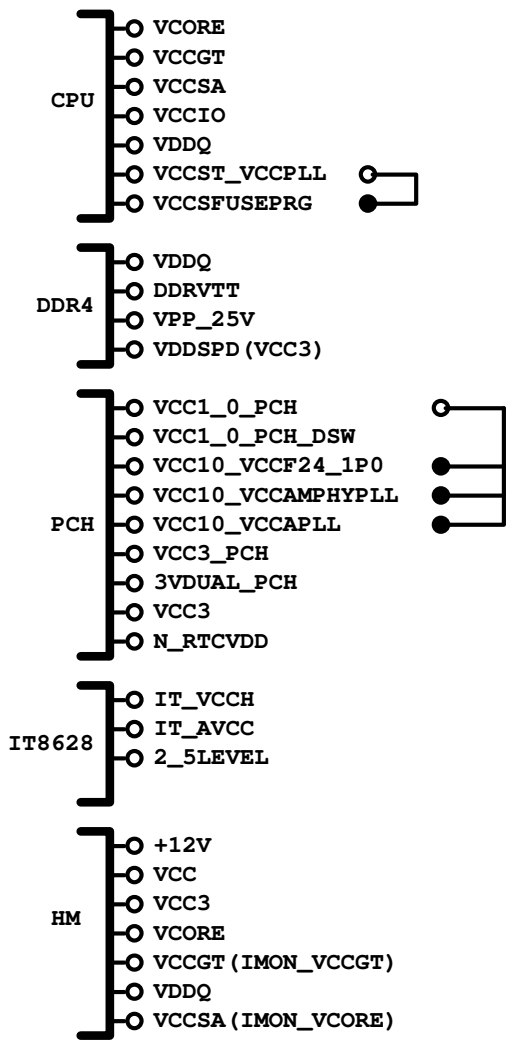 VCORE
VCCGT
VCCSA
CPU
VCCIO
VDDQ
VCCST_VCCPLL
VCCSFUSEPRG
VDDQ
DDRVTT
DDR4
VPP_25V
VDDSPD(VCC3)
VCC1_0_PCH
VCC1_0_PCH_DSW
VCC10_VCCF24_1P0
VCC10_VCCAMPHYPLL
PCH
VCC10_VCCAPLL
VCC3_PCH
3VDUAL_PCH
VCC3
N_RTCVDD
IT_VCCH
IT8628
IT_AVCC
2_5LEVEL
+12V
VCC
VCC3
HM
VCORE
VCCGT(IMON_VCCGT)
VDDQ
VCCSA(IMON_VCORE)